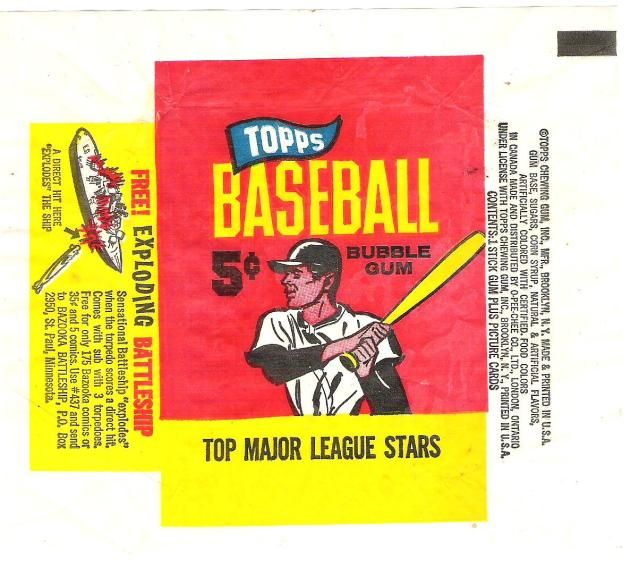 TOPPS
BASEBALL
5¢
BUBBLE
GUM
TOP MAJOR LEAGUE STARS
FREE! EXPLODING BATTLESHIP
Sensational Battleship "explodes"
when the torpedo scores a direct hit.
Comes with sub with 3 torpedoes.
Free for only 175 Bazooka comics or
35¢ and 5 comics. Use #437 and send
to BAZOOKA BATTLESHIP, P.O. Box
2950, St. Paul, Minnesota.
A DIRECT HIT HERE
"EXPLODES" THE SHIP
©TOPPS CHEWING GUM, INC., MFR., BROOKLYN, N. Y. MADE & PRINTED IN U.S.A.
GUM BASE, SUGARS, CORN SYRUP, NATURAL & ARTIFICIAL FLAVORS,
ARTIFICIALLY COLORED WITH CERTIFIED FOOD COLORS
IN CANADA MADE AND DISTRIBUTED BY O-PEE-CHEE CO., LTD., LONDON, ONTARIO
UNDER LICENSE WITH TOPPS CHEWING GUM, INC., BROOKLYN, N. Y., PRINTED IN U.S.A.
CONTENTS: 1 STICK GUM PLUS PICTURE CARDS